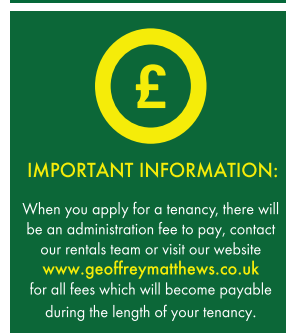 £
IMPORTANT INFORMATION:
When you apply for a tenancy, there will
be an administration fee to pay, contact
our rentals team or visit our website
www.geoffreymatthews.co.uk
for all fees which will become payable
during the length of your tenancy.